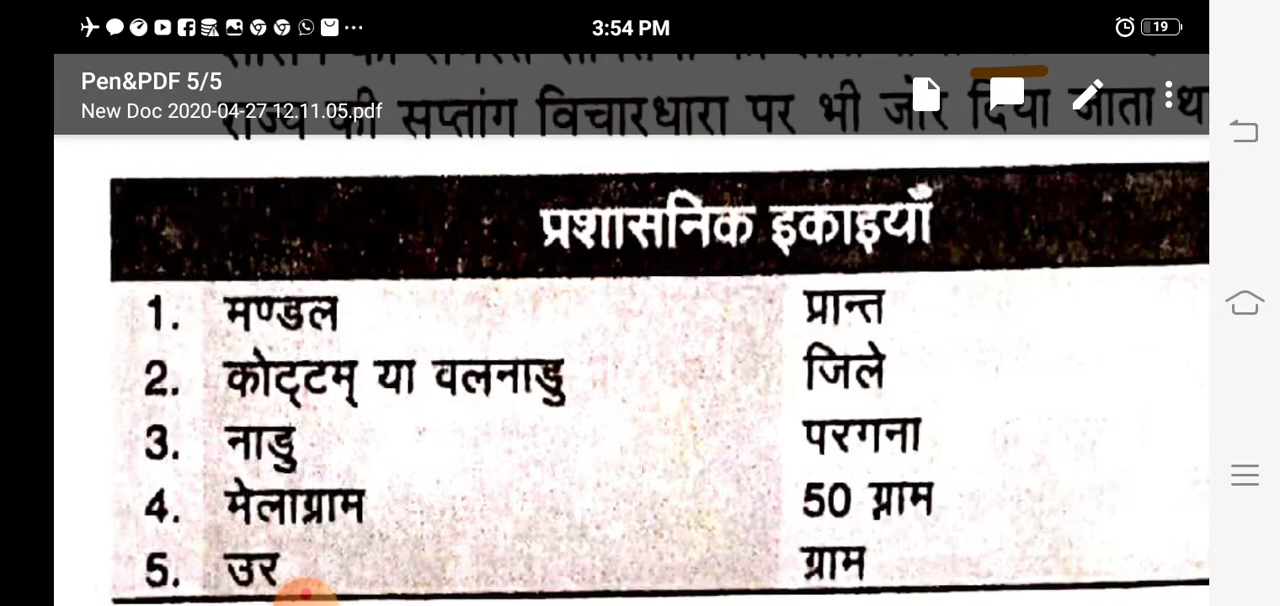 3:54 PM
19
Pen&PDF 5/5
New Doc 2020-04-27 12.11.05.pdf
राज्य की सप्तांग विचारधारा पर भी जोर दिया जाता था
प्रशासनिक इकाइयाँ
1. मण्डल प्रान्त
2. कोट्टम् या वलनाडु जिले
3. नाडु परगना
4. मेलाग्राम 50 ग्राम
5. उर ग्राम